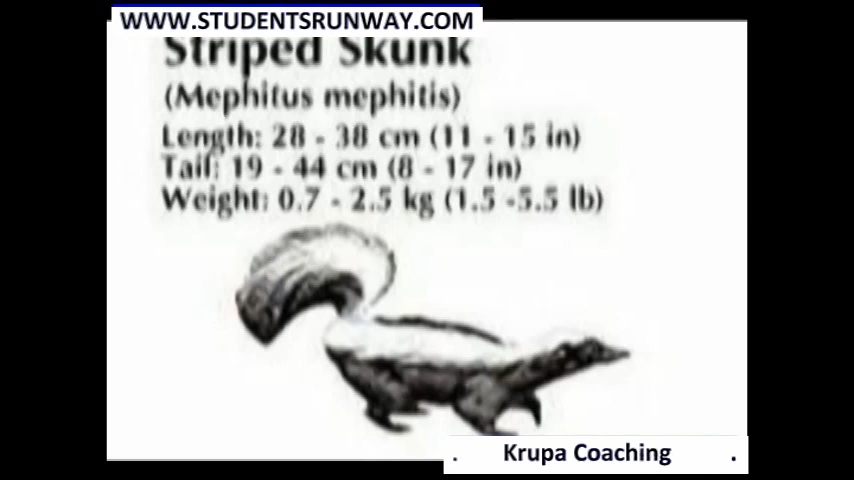 WWW.STUDENTSRUNWAY.COM
Striped Skunk
(Mephitus mephitis)
Length: 28 - 38 cm (11 - 15 in)
Tail: 19 - 44 cm (8 - 17 in)
Weight: 0.7 - 2.5 kg (1.5 -5.5 lb)
. Krupa Coaching .